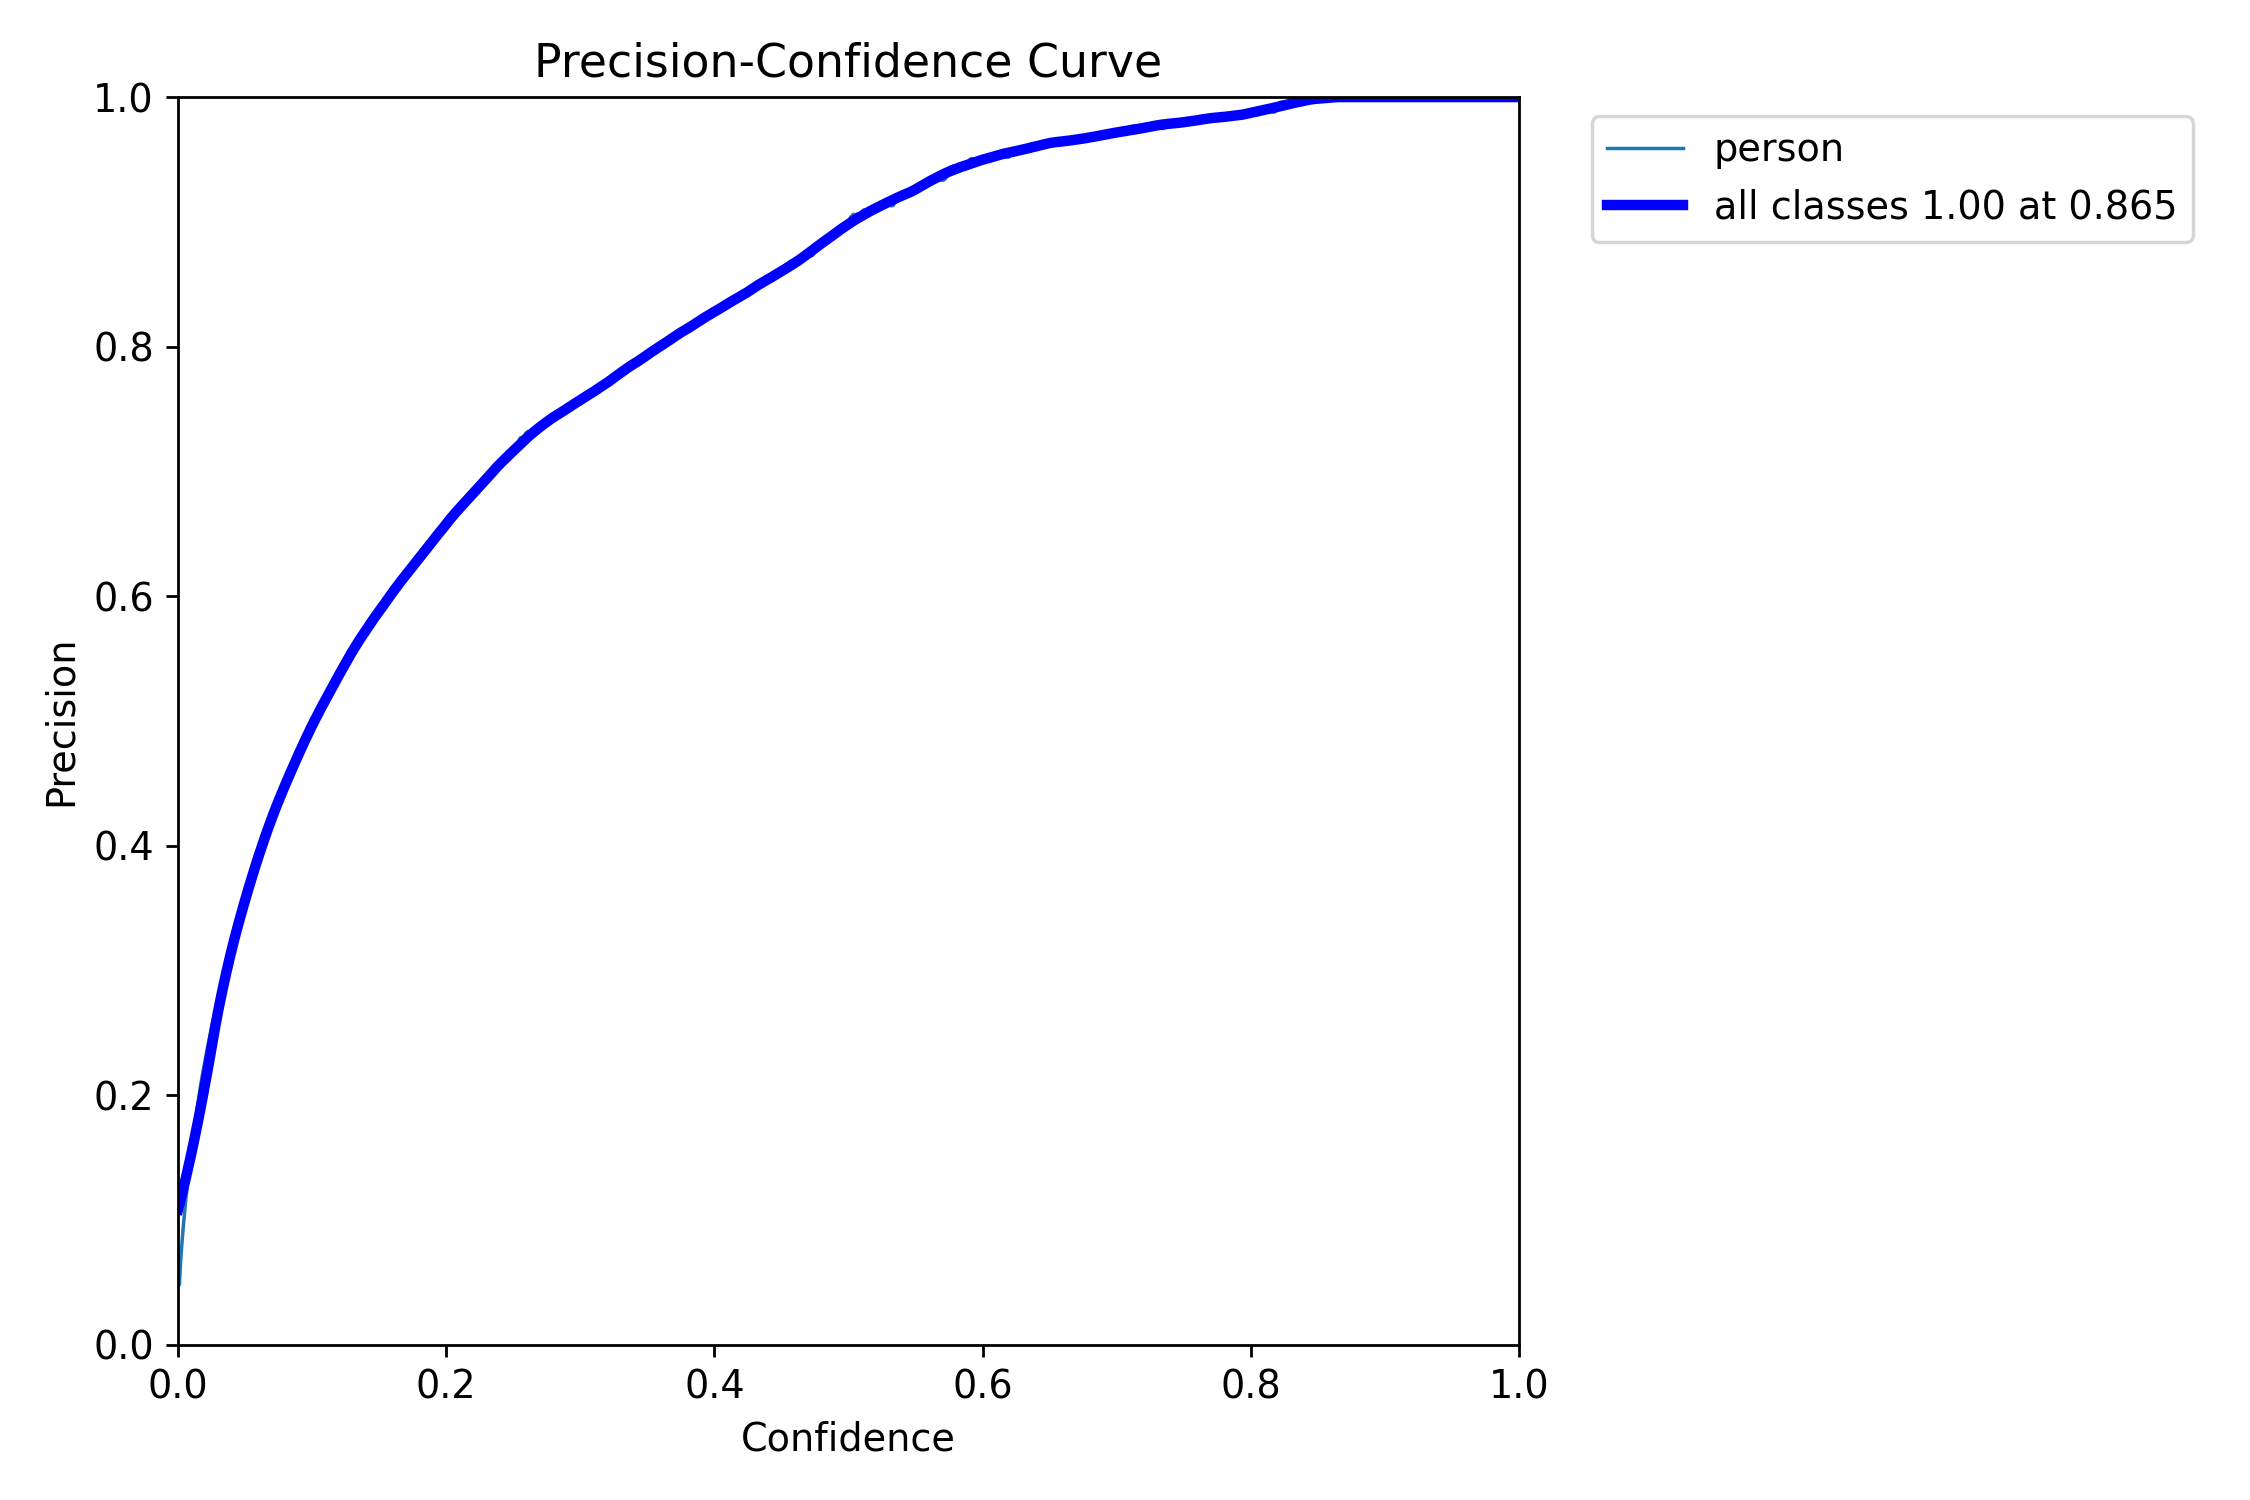 Precision-Confidence Curve
1.0
0.8
0.6
0.4
0.2
0.0
Precision
0.0 0.2 0.4 0.6 0.8 1.0
Confidence
person
all classes 1.00 at 0.865